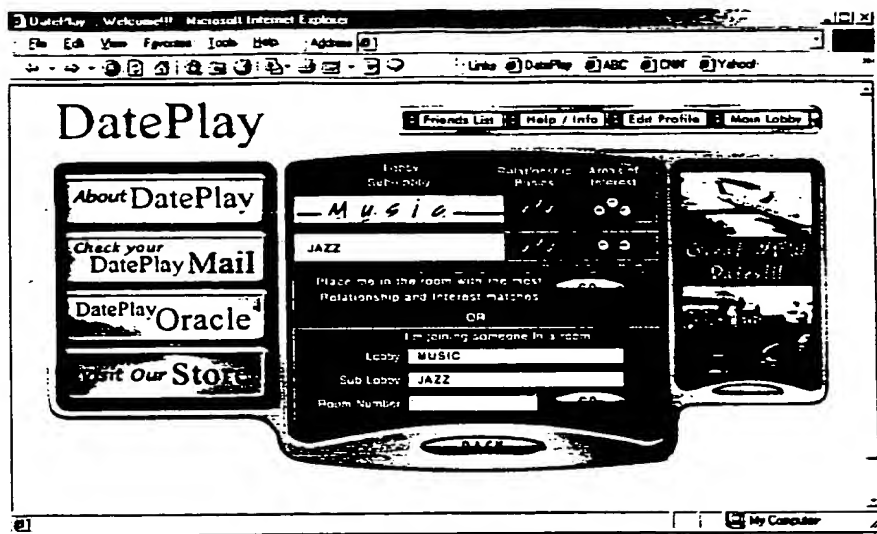 DatePlay . Welcome!!! Microsoft Internet Explorer
File Edit View Favorites Tools Help Address
Links DatePlay ABC CNN Yahoo!
DatePlay
Friends List Help / Info Edit Profile Main Lobby
About DatePlay
Check your
DatePlay Mail
DatePlay
Oracle
Visit Our Store
Lobby
Sub-Lobby
Relationship
Basics
Areas of
Interest
Music
JAZZ
Place me in the room with the most
Relationship and Interest matches
GO
OR
I'm joining someone in a room
Lobby MUSIC
Sub Lobby JAZZ
Room Number
GO
BACK
Great
Dates!!!
My Computer